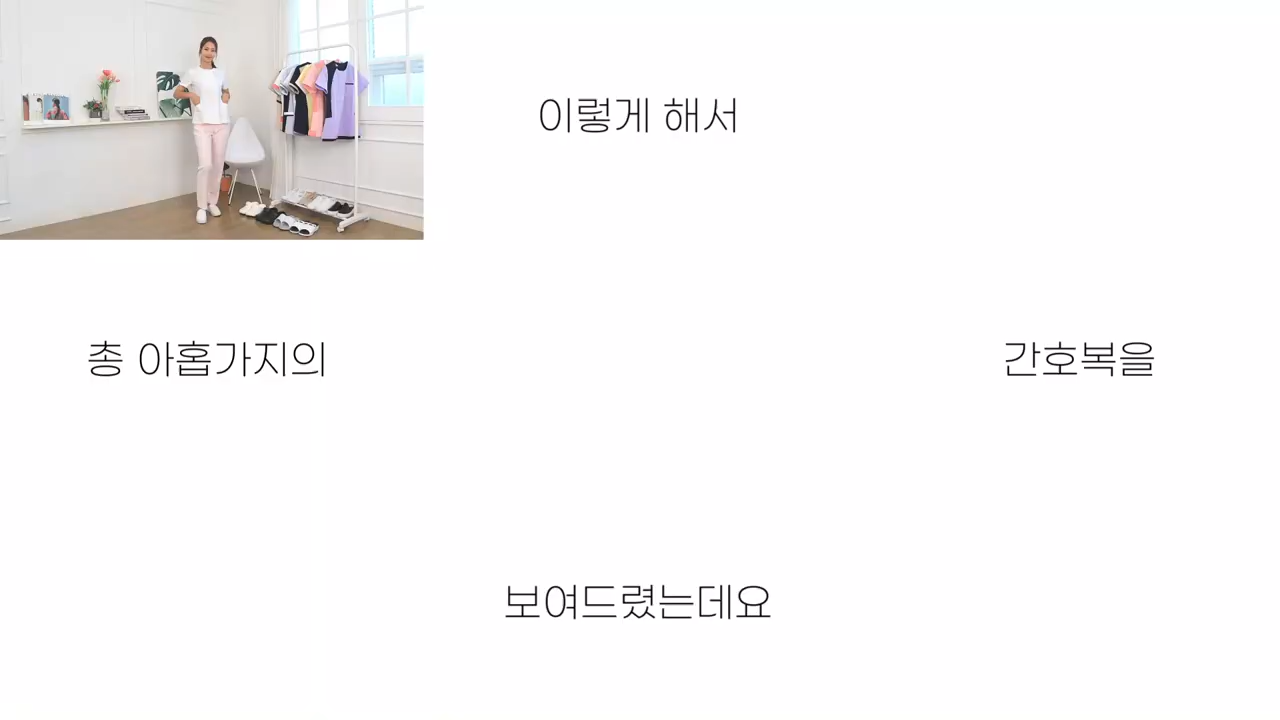 이렇게 해서
총 아홉가지의
간호복을
보여드렸는데요